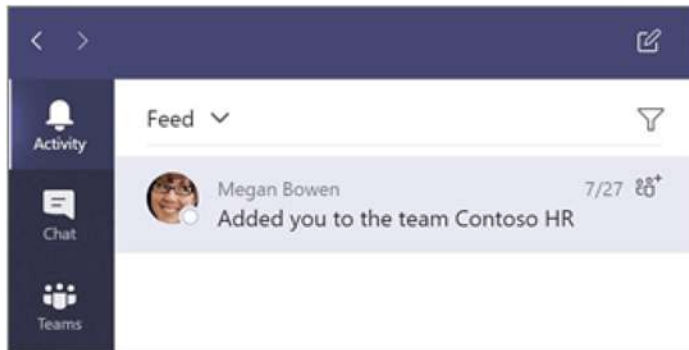 Activity
Chat
Teams
Feed
Megan Bowen 7/27
Added you to the team Contoso HR